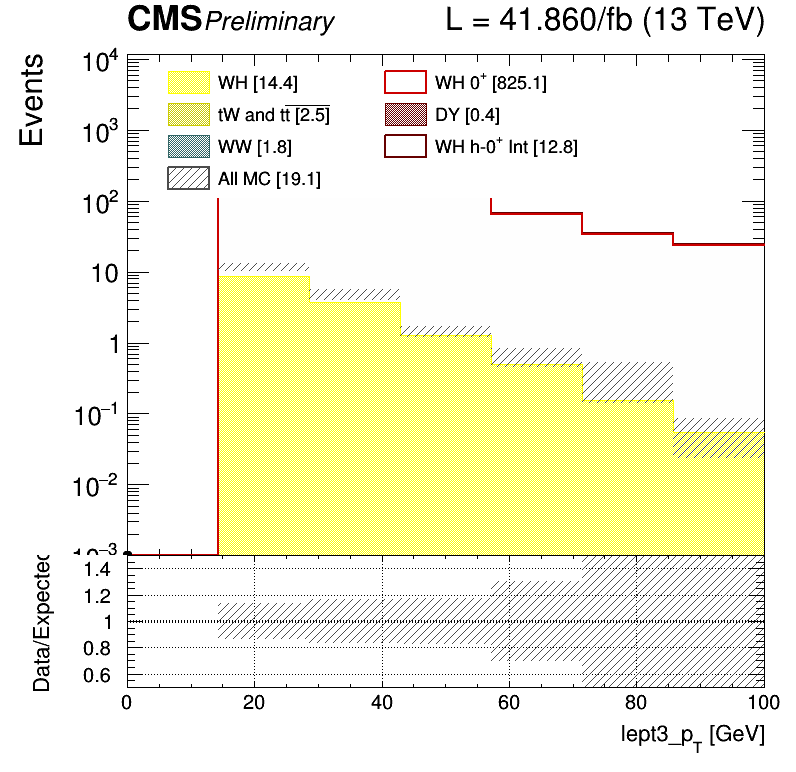 CMS Preliminary L = 41.860/fb (13 TeV)
Events
10⁴
10³
10²
10
1
10⁻¹
10⁻²
WH [14.4]
WH 0⁺ [825.1]
tW and tt̅ [2.5]
DY [0.4]
WW [1.8]
WH h-0⁺ Int [12.8]
All MC [19.1]
Data/Expected
1.4
1.2
1
0.8
0.6
0 20 40 60 80 100
lept3_p_T [GeV]